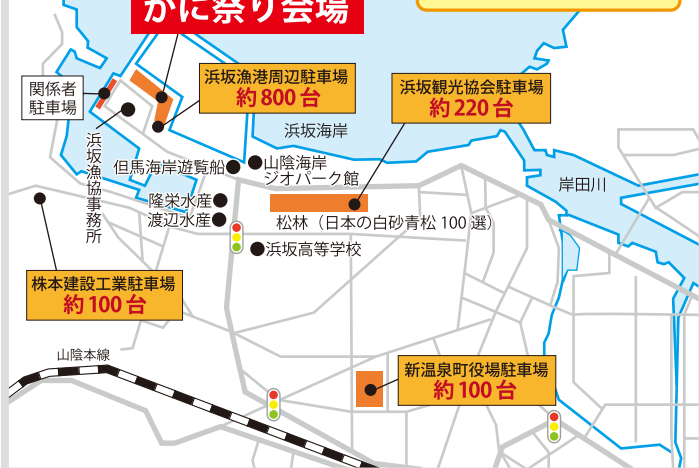 かに祭り会場
関係者
駐車場
浜坂漁港周辺駐車場
約800台
浜坂観光協会駐車場
約220台
浜坂海岸
浜坂漁協事務所
但馬海岸遊覧船
山陰海岸
ジオパーク館
岸田川
隆栄水産
渡辺水産
松林（日本の白砂青松100選）
浜坂高等学校
株本建設工業駐車場
約100台
山陰本線
新温泉町役場駐車場
約100台